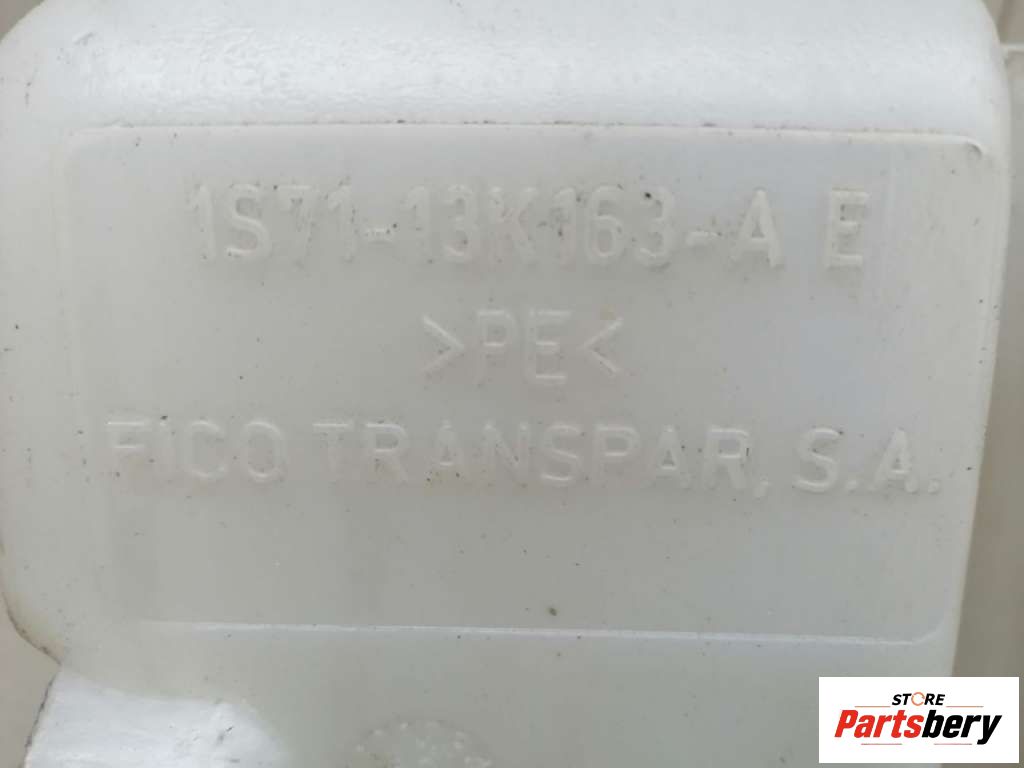 1S71-13K163-A E
>PE<
FICO TRANSPAR, S.A.
STORE
Partsbery